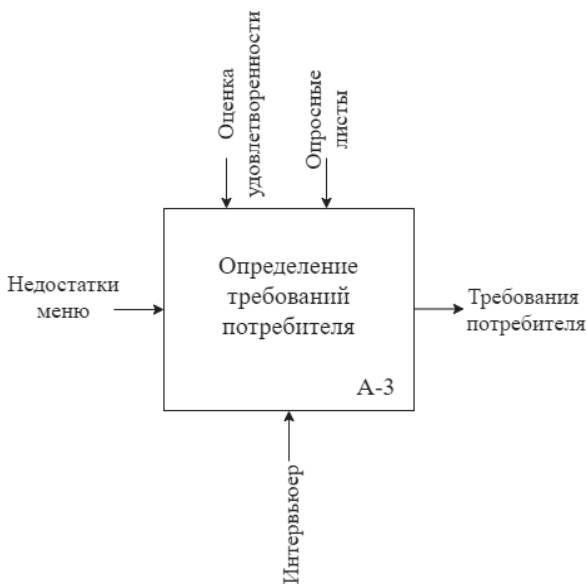 Оценка
удовлетворенности
Опросные
листы
Недостатки
меню
Определение
требований
потребителя
А-3
Требования
потребителя
Интервьюер